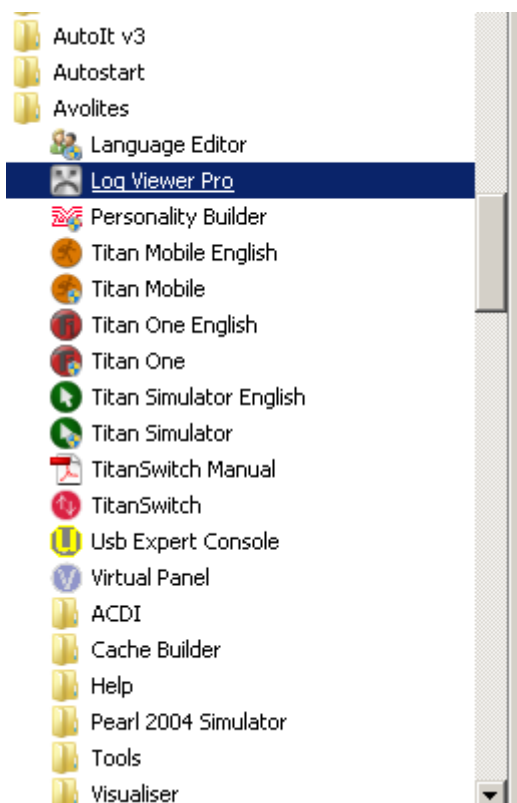 AutoIt v3
Autostart
Avolites
Language Editor
Log Viewer Pro
Personality Builder
Titan Mobile English
Titan Mobile
Titan One English
Titan One
Titan Simulator English
Titan Simulator
TitanSwitch Manual
TitanSwitch
Usb Expert Console
Virtual Panel
ACDI
Cache Builder
Help
Pearl 2004 Simulator
Tools
Visualiser